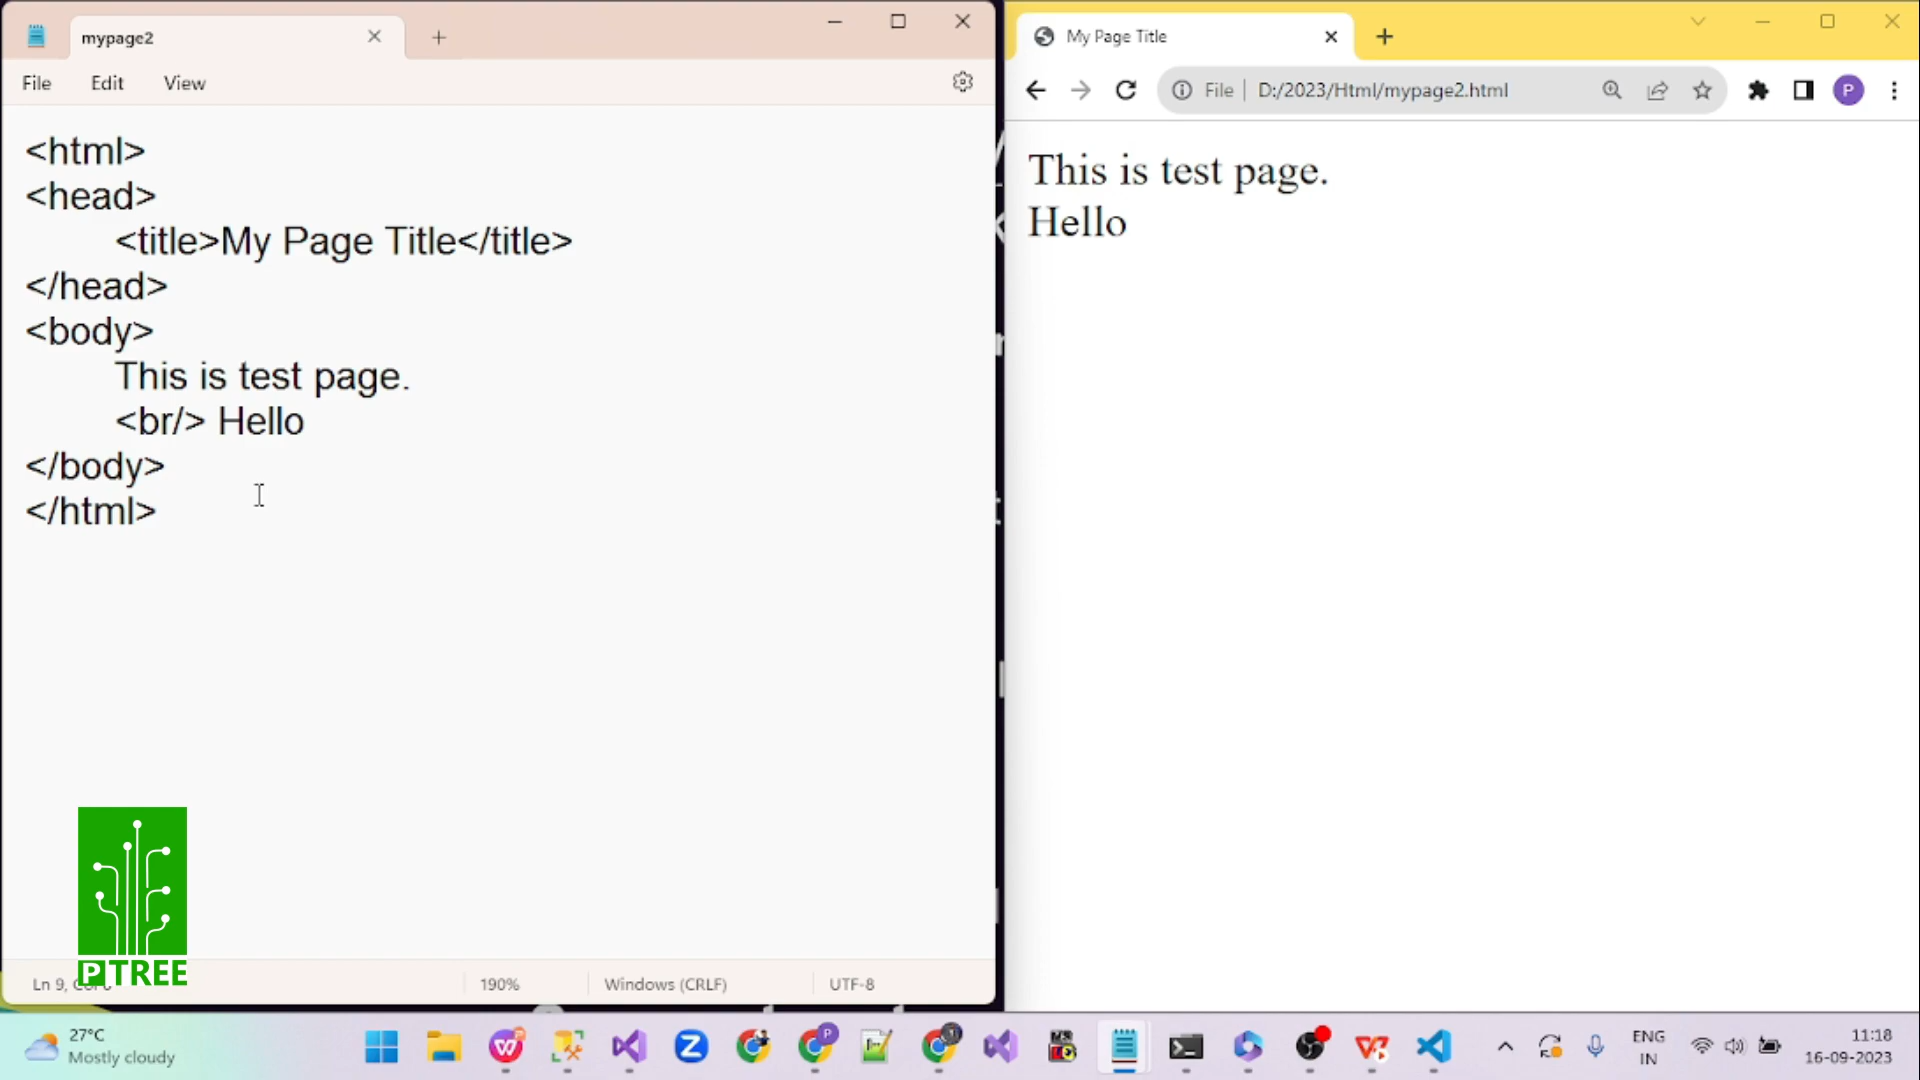 mypage2
File Edit View
<html>
<head>
<title>My Page Title</title>
</head>
<body>
This is test page.
<br/> Hello
</body>
</html>
PTREE
Ln 9,
190%
Windows (CRLF)
UTF-8
My Page Title
File D:/2023/Html/mypage2.html
P
This is test page.
Hello
27°C
Mostly cloudy
ENG
IN
11:18
16-09-2023